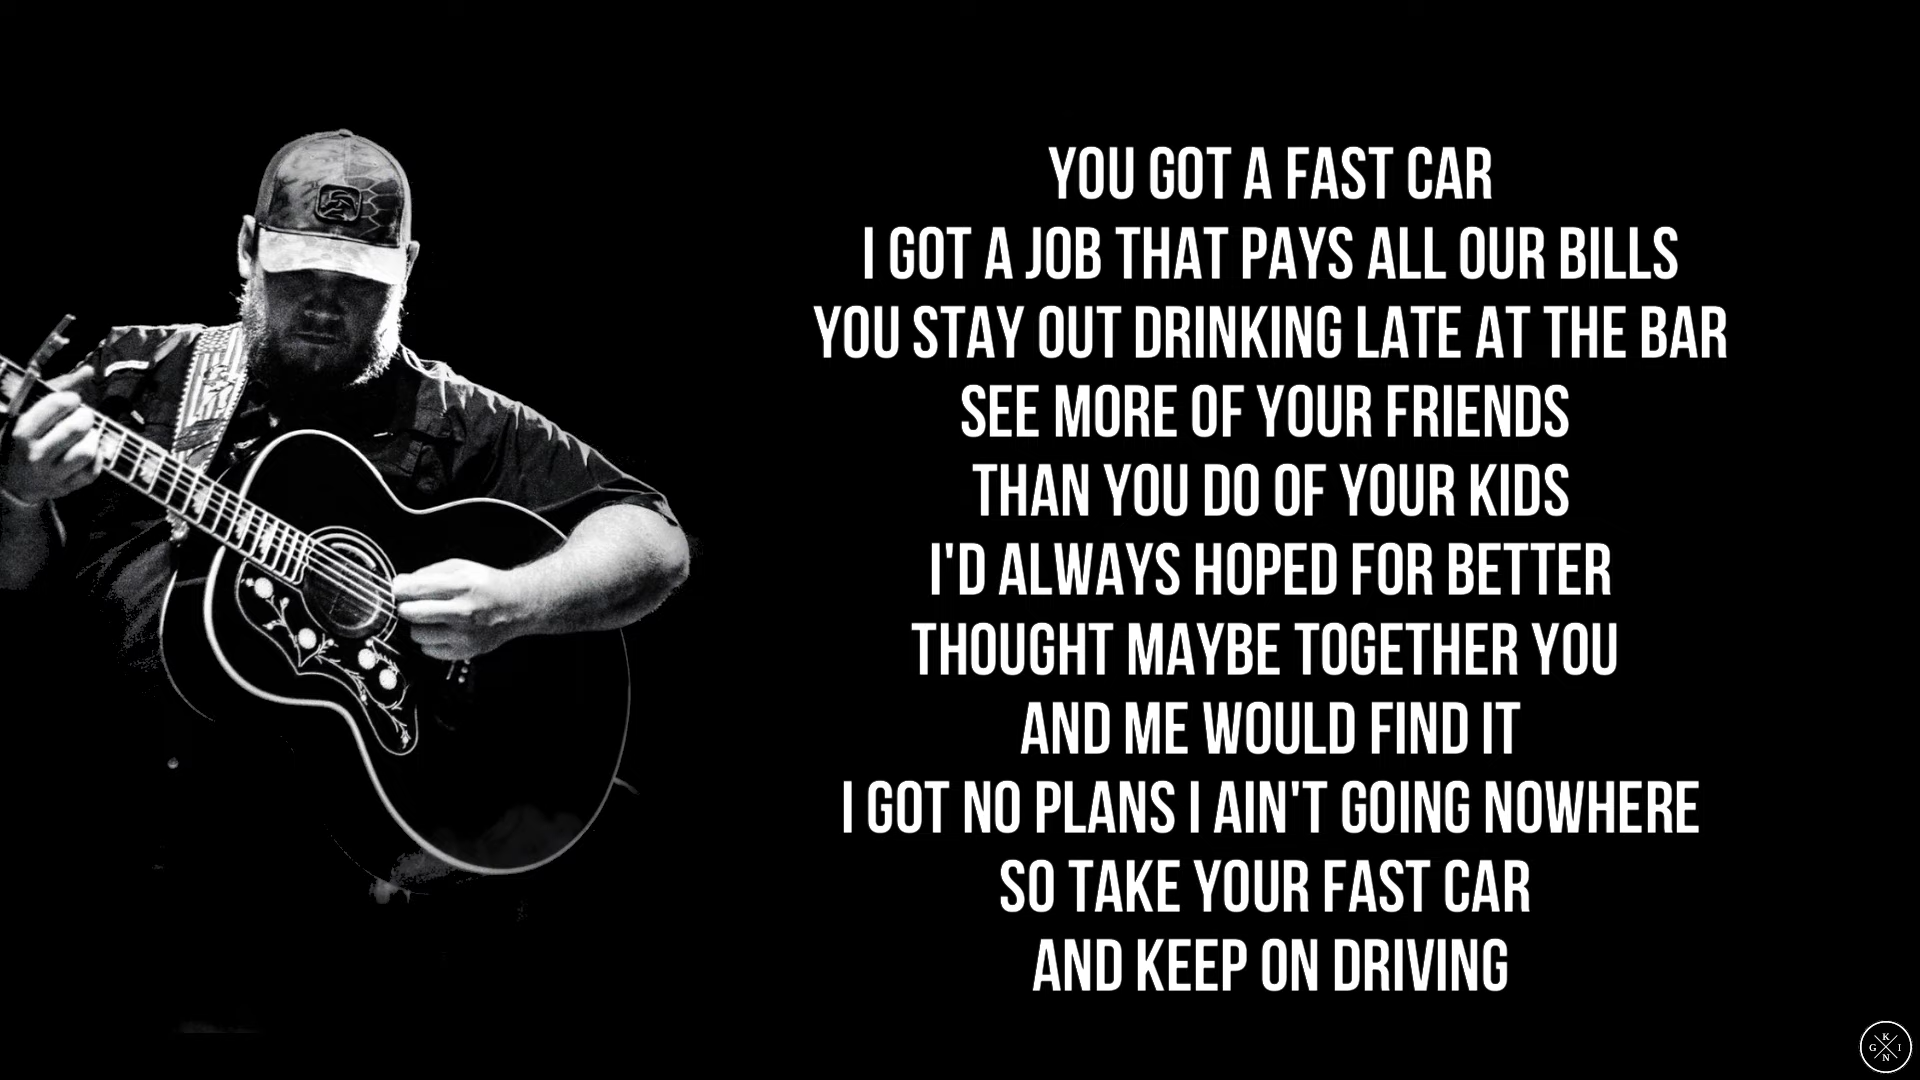 YOU GOT A FAST CAR
I GOT A JOB THAT PAYS ALL OUR BILLS
YOU STAY OUT DRINKING LATE AT THE BAR
SEE MORE OF YOUR FRIENDS
THAN YOU DO OF YOUR KIDS
I'D ALWAYS HOPED FOR BETTER
THOUGHT MAYBE TOGETHER YOU
AND ME WOULD FIND IT
I GOT NO PLANS I AIN'T GOING NOWHERE
SO TAKE YOUR FAST CAR
AND KEEP ON DRIVING
K
G I
N